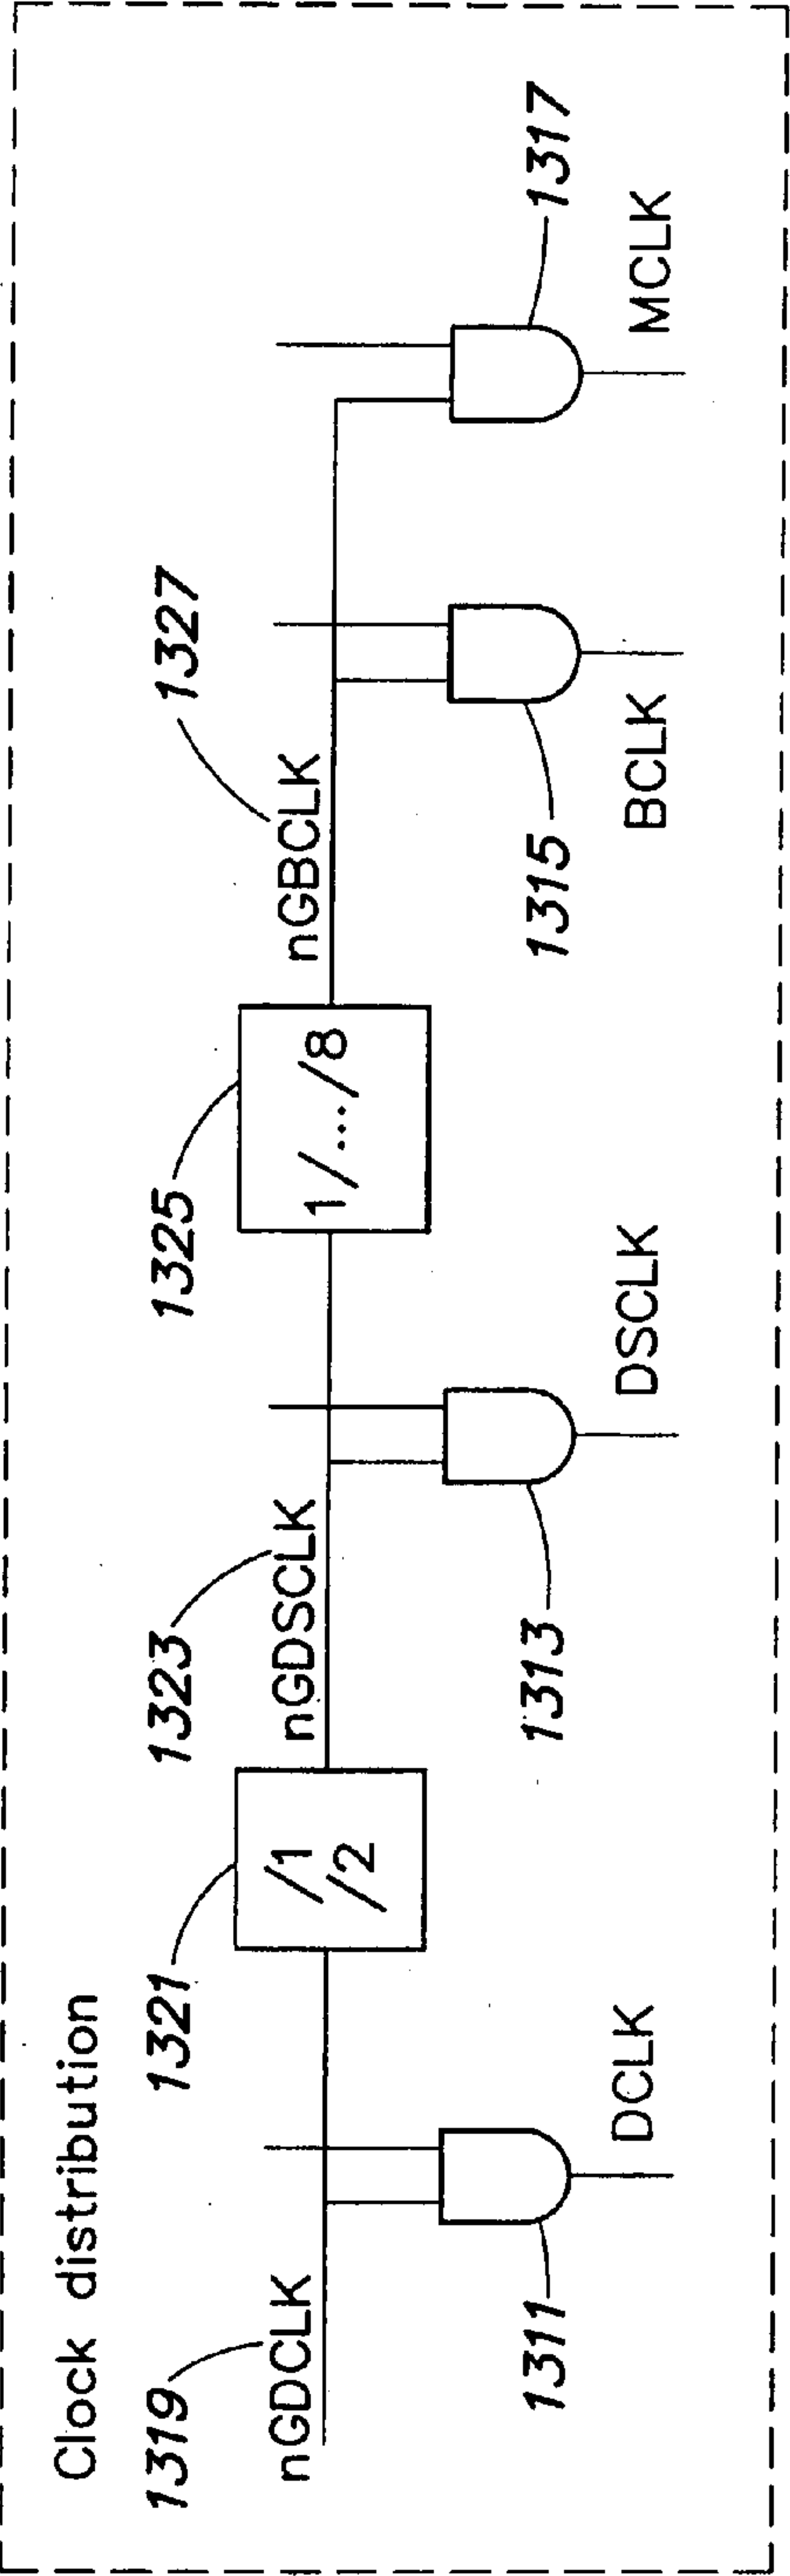 Clock distribution
1319
nGDCLK
1321
/1
/2
1323
nGDSCLK
1325
1/.../8
1327
nGBCLK
1311
DCLK
1313
DSCLK
1315
BCLK
1317
MCLK